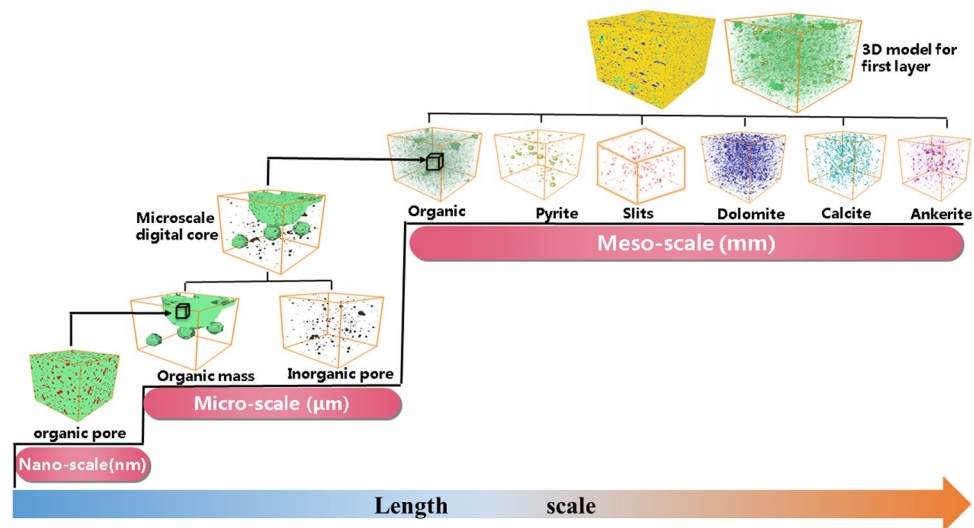 3D model for
first layer
Organic
Pyrite
Slits
Dolomite
Calcite
Ankerite
Meso-scale (mm)
Microscale
digital core
Organic mass
Inorganic pore
Micro-scale (μm)
organic pore
Nano-scale(nm)
Length scale